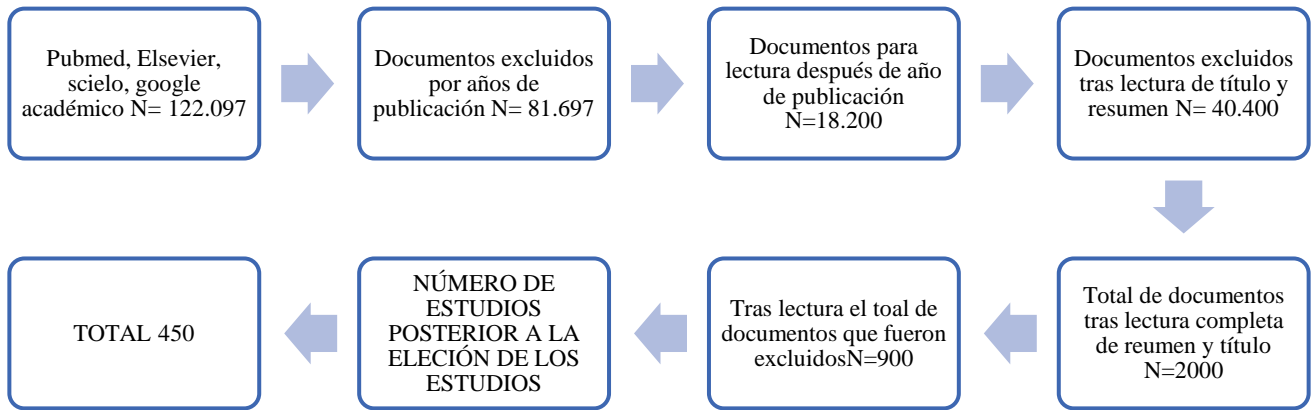 Pubmed, Elsevier,
scielo, google
académico N= 122.097
Documentos excluidos
por años de
publicación N= 81.697
Documentos para
lectura después de año
de publicación
N=18.200
Documentos excluidos
tras lectura de título y
resumen N= 40.400
Total de documentos
tras lectura completa
de reumen y título
N=2000
Tras lectura el toal de
documentos que fueron
excluidosN=900
NÚMERO DE
ESTUDIOS
POSTERIOR A LA
ELECIÓN DE LOS
ESTUDIOS
TOTAL 450